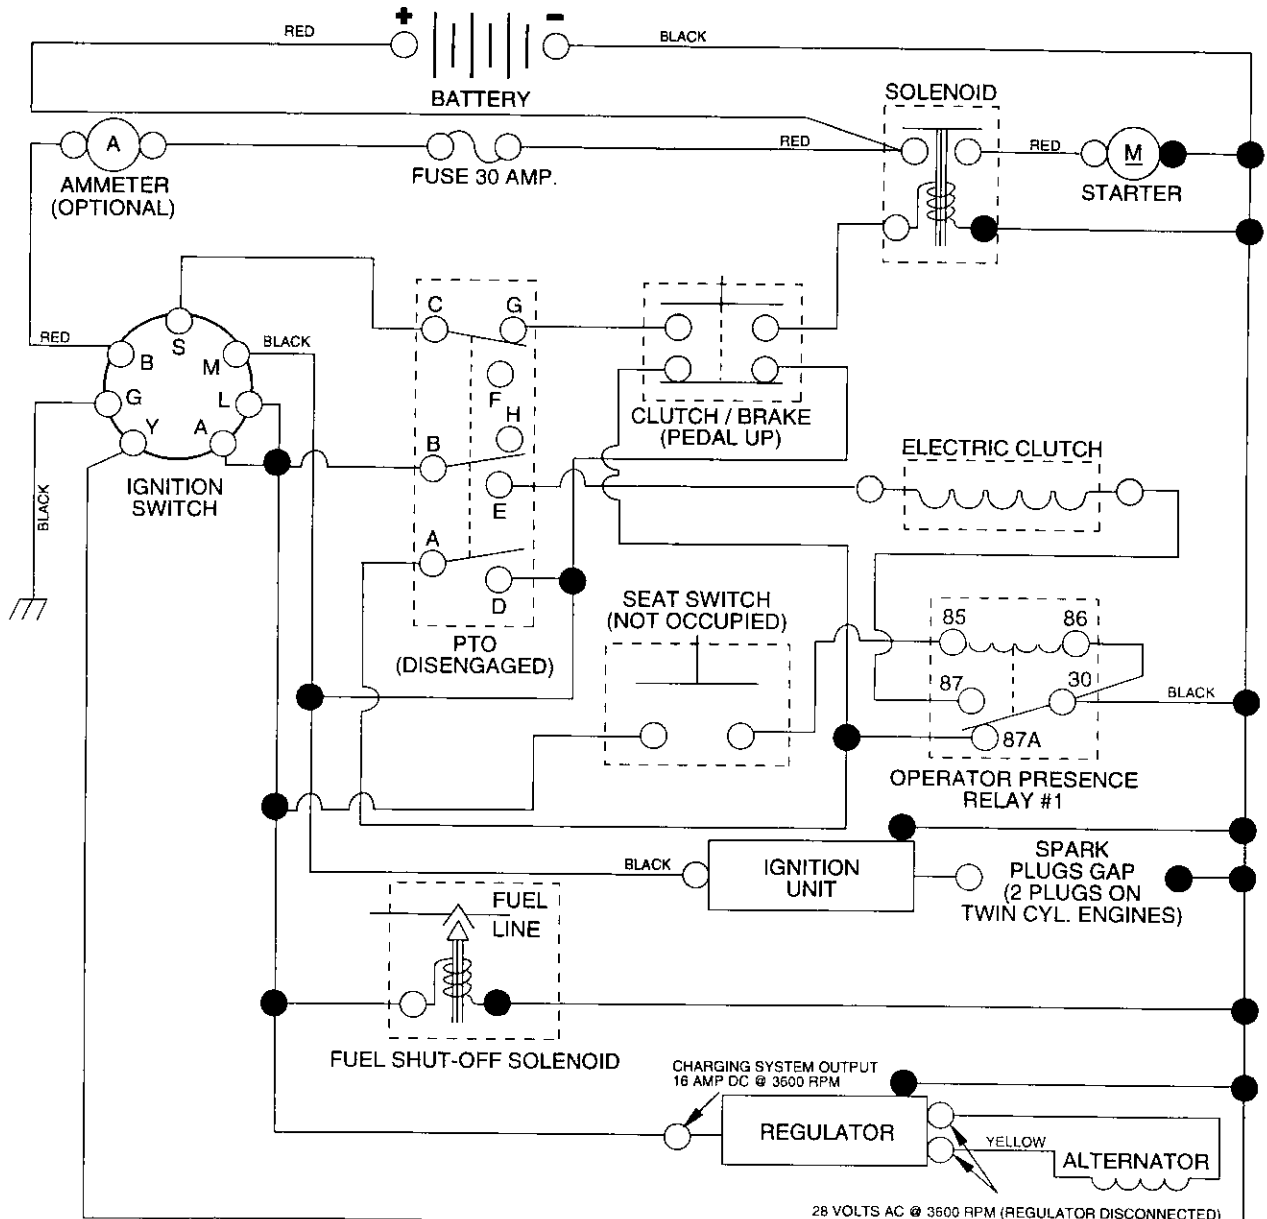 + -
RED
BLACK
BATTERY
SOLENOID
A
AMMETER
(OPTIONAL)
FUSE 30 AMP.
RED
RED
M
STARTER
RED
S
B
M
BLACK
G
L
Y
A
IGNITION
SWITCH
BLACK
C
G
F
H
B
E
A
D
PTO
(DISENGAGED)
CLUTCH / BRAKE
(PEDAL UP)
ELECTRIC CLUTCH
SEAT SWITCH
(NOT OCCUPIED)
85
86
87
30
87A
BLACK
OPERATOR PRESENCE
RELAY #1
BLACK
IGNITION
UNIT
SPARK
PLUGS GAP
(2 PLUGS ON
TWIN CYL. ENGINES)
FUEL
LINE
FUEL SHUT-OFF SOLENOID
CHARGING SYSTEM OUTPUT
16 AMP DC @ 3600 RPM
REGULATOR
YELLOW
ALTERNATOR
28 VOLTS AC @ 3600 RPM (REGULATOR DISCONNECTED)